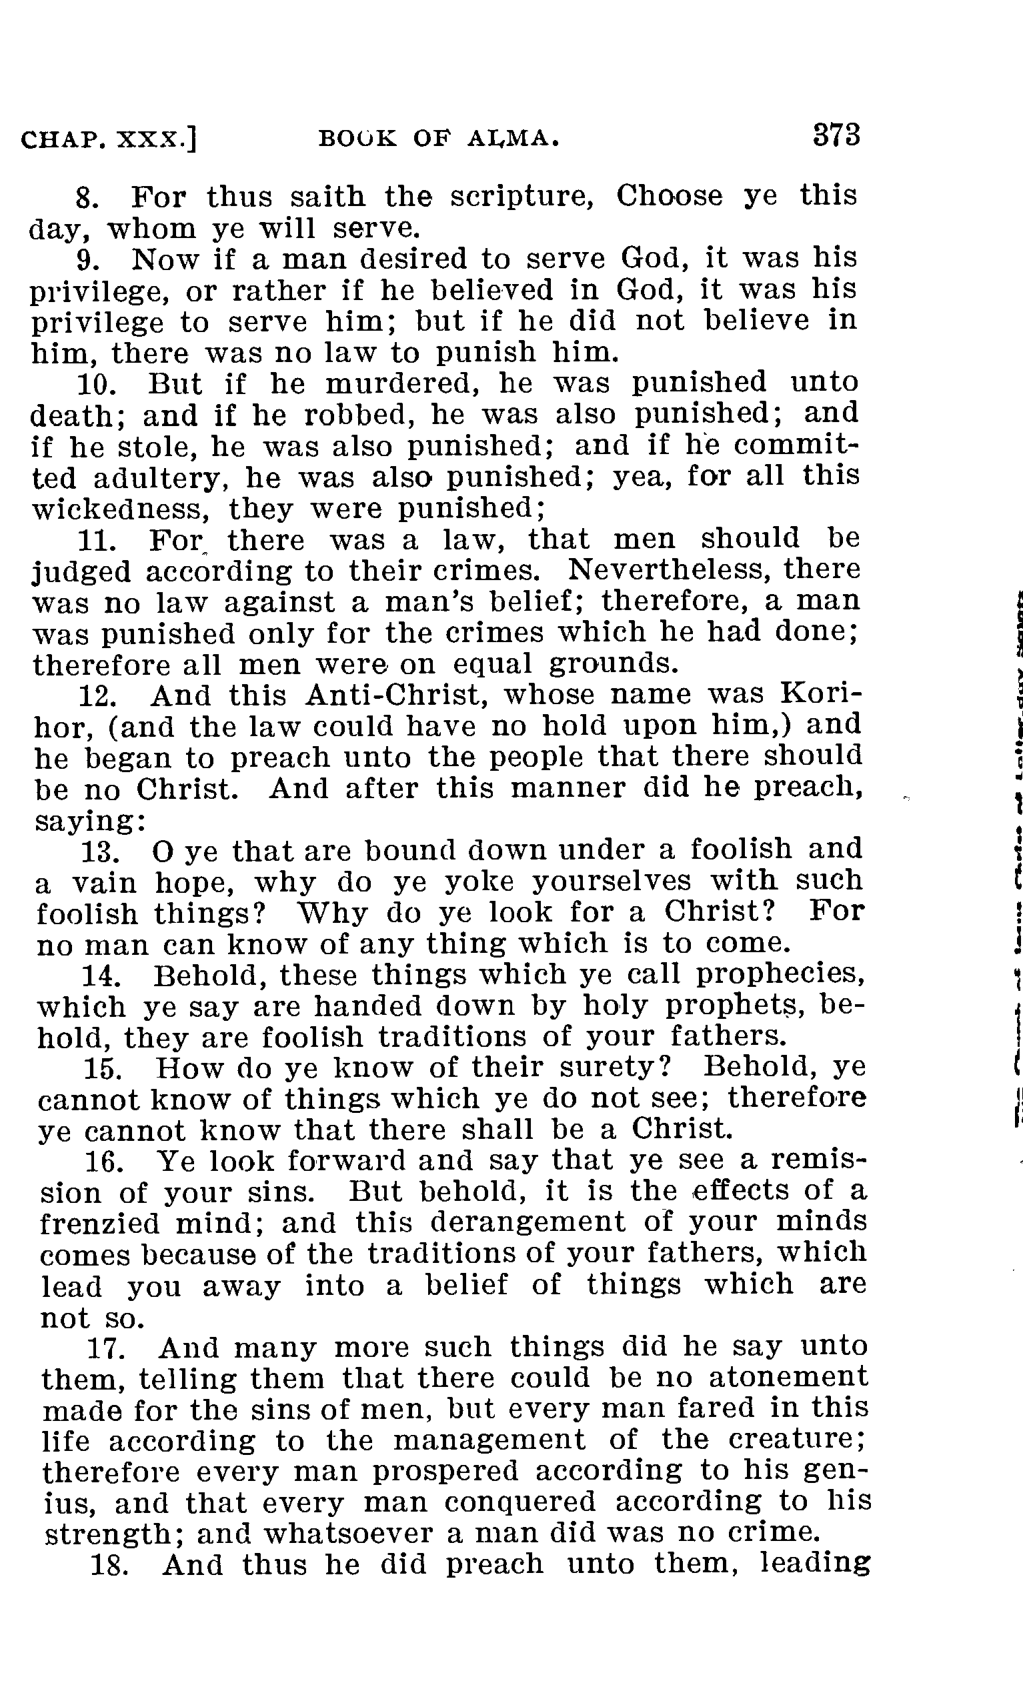 CHAP. XXX.] BOOK OF ALMA. 373
8. For thus saith the scripture, Choose ye this
day, whom ye will serve.
9. Now if a man desired to serve God, it was his
privilege, or rather if he believed in God, it was his
privilege to serve him; but if he did not believe in
him, there was no law to punish him.
10. But if he murdered, he was punished unto
death; and if he robbed, he was also punished; and
if he stole, he was also punished; and if he commit-
ted adultery, he was also punished; yea, for all this
wickedness, they were punished;
11. For there was a law, that men should be
judged according to their crimes. Nevertheless, there
was no law against a man's belief; therefore, a man
was punished only for the crimes which he had done;
therefore all men were on equal grounds.
12. And this Anti-Christ, whose name was Kori-
hor, (and the law could have no hold upon him,) and
he began to preach unto the people that there should
be no Christ. And after this manner did he preach,
saying:
13. O ye that are bound down under a foolish and
a vain hope, why do ye yoke yourselves with such
foolish things? Why do ye look for a Christ? For
no man can know of any thing which is to come.
14. Behold, these things which ye call prophecies,
which ye say are handed down by holy prophets, be-
hold, they are foolish traditions of your fathers.
15. How do ye know of their surety? Behold, ye
cannot know of things which ye do not see; therefore
ye cannot know that there shall be a Christ.
16. Ye look forward and say that ye see a remis-
sion of your sins. But behold, it is the effects of a
frenzied mind; and this derangement of your minds
comes because of the traditions of your fathers, which
lead you away into a belief of things which are
not so.
17. And many more such things did he say unto
them, telling them that there could be no atonement
made for the sins of men, but every man fared in this
life according to the management of the creature;
therefore every man prospered according to his gen-
ius, and that every man conquered according to his
strength; and whatsoever a man did was no crime.
18. And thus he did preach unto them, leading